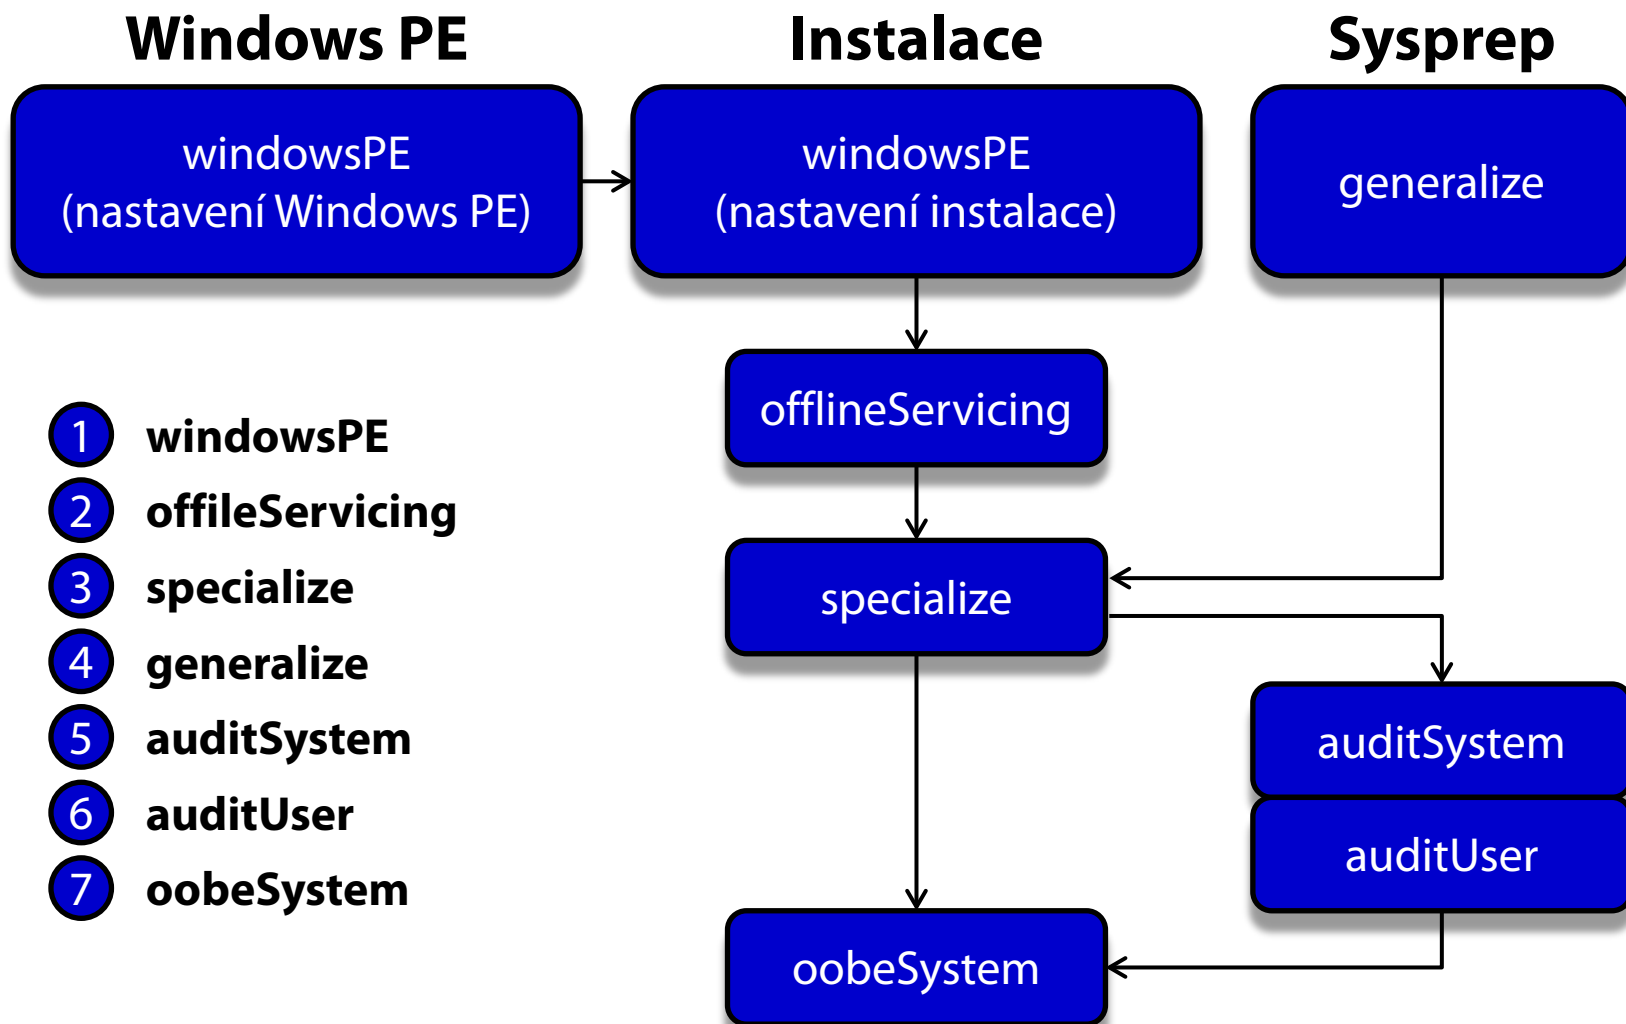 Windows PE
Instalace
Sysprep
windowsPE
(nastavení Windows PE)
windowsPE
(nastavení instalace)
generalize
offlineServicing
1 windowsPE
2 offileServicing
3 specialize
4 generalize
5 auditSystem
6 auditUser
7 oobeSystem
specialize
auditSystem
auditUser
oobeSystem